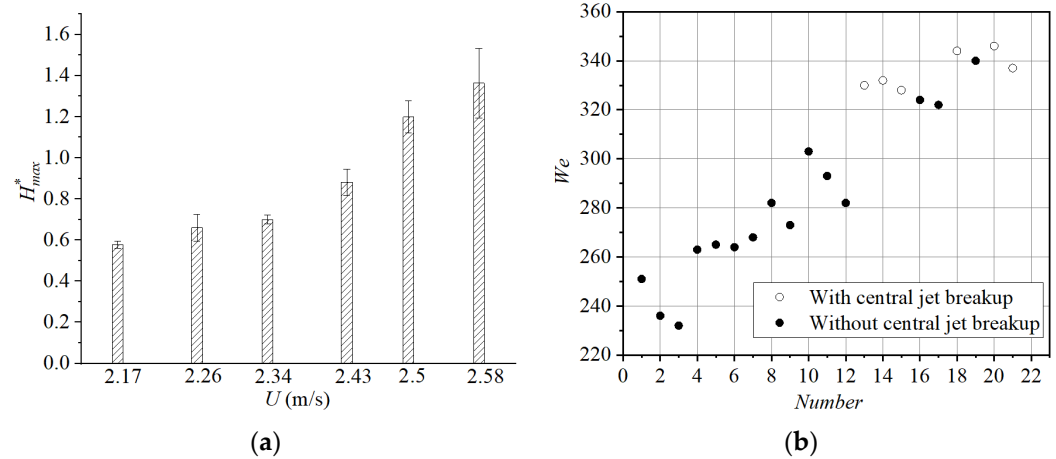 1.6
1.4
1.2
1.0
0.8
0.6
0.4
0.2
0.0
H*max
2.17 2.26 2.34 2.43 2.5 2.58
U (m/s)
(a)
360
340
320
300
280
260
240
220
We
With central jet breakup
Without central jet breakup
0 2 4 6 8 10 12 14 16 18 20 22
Number
(b)